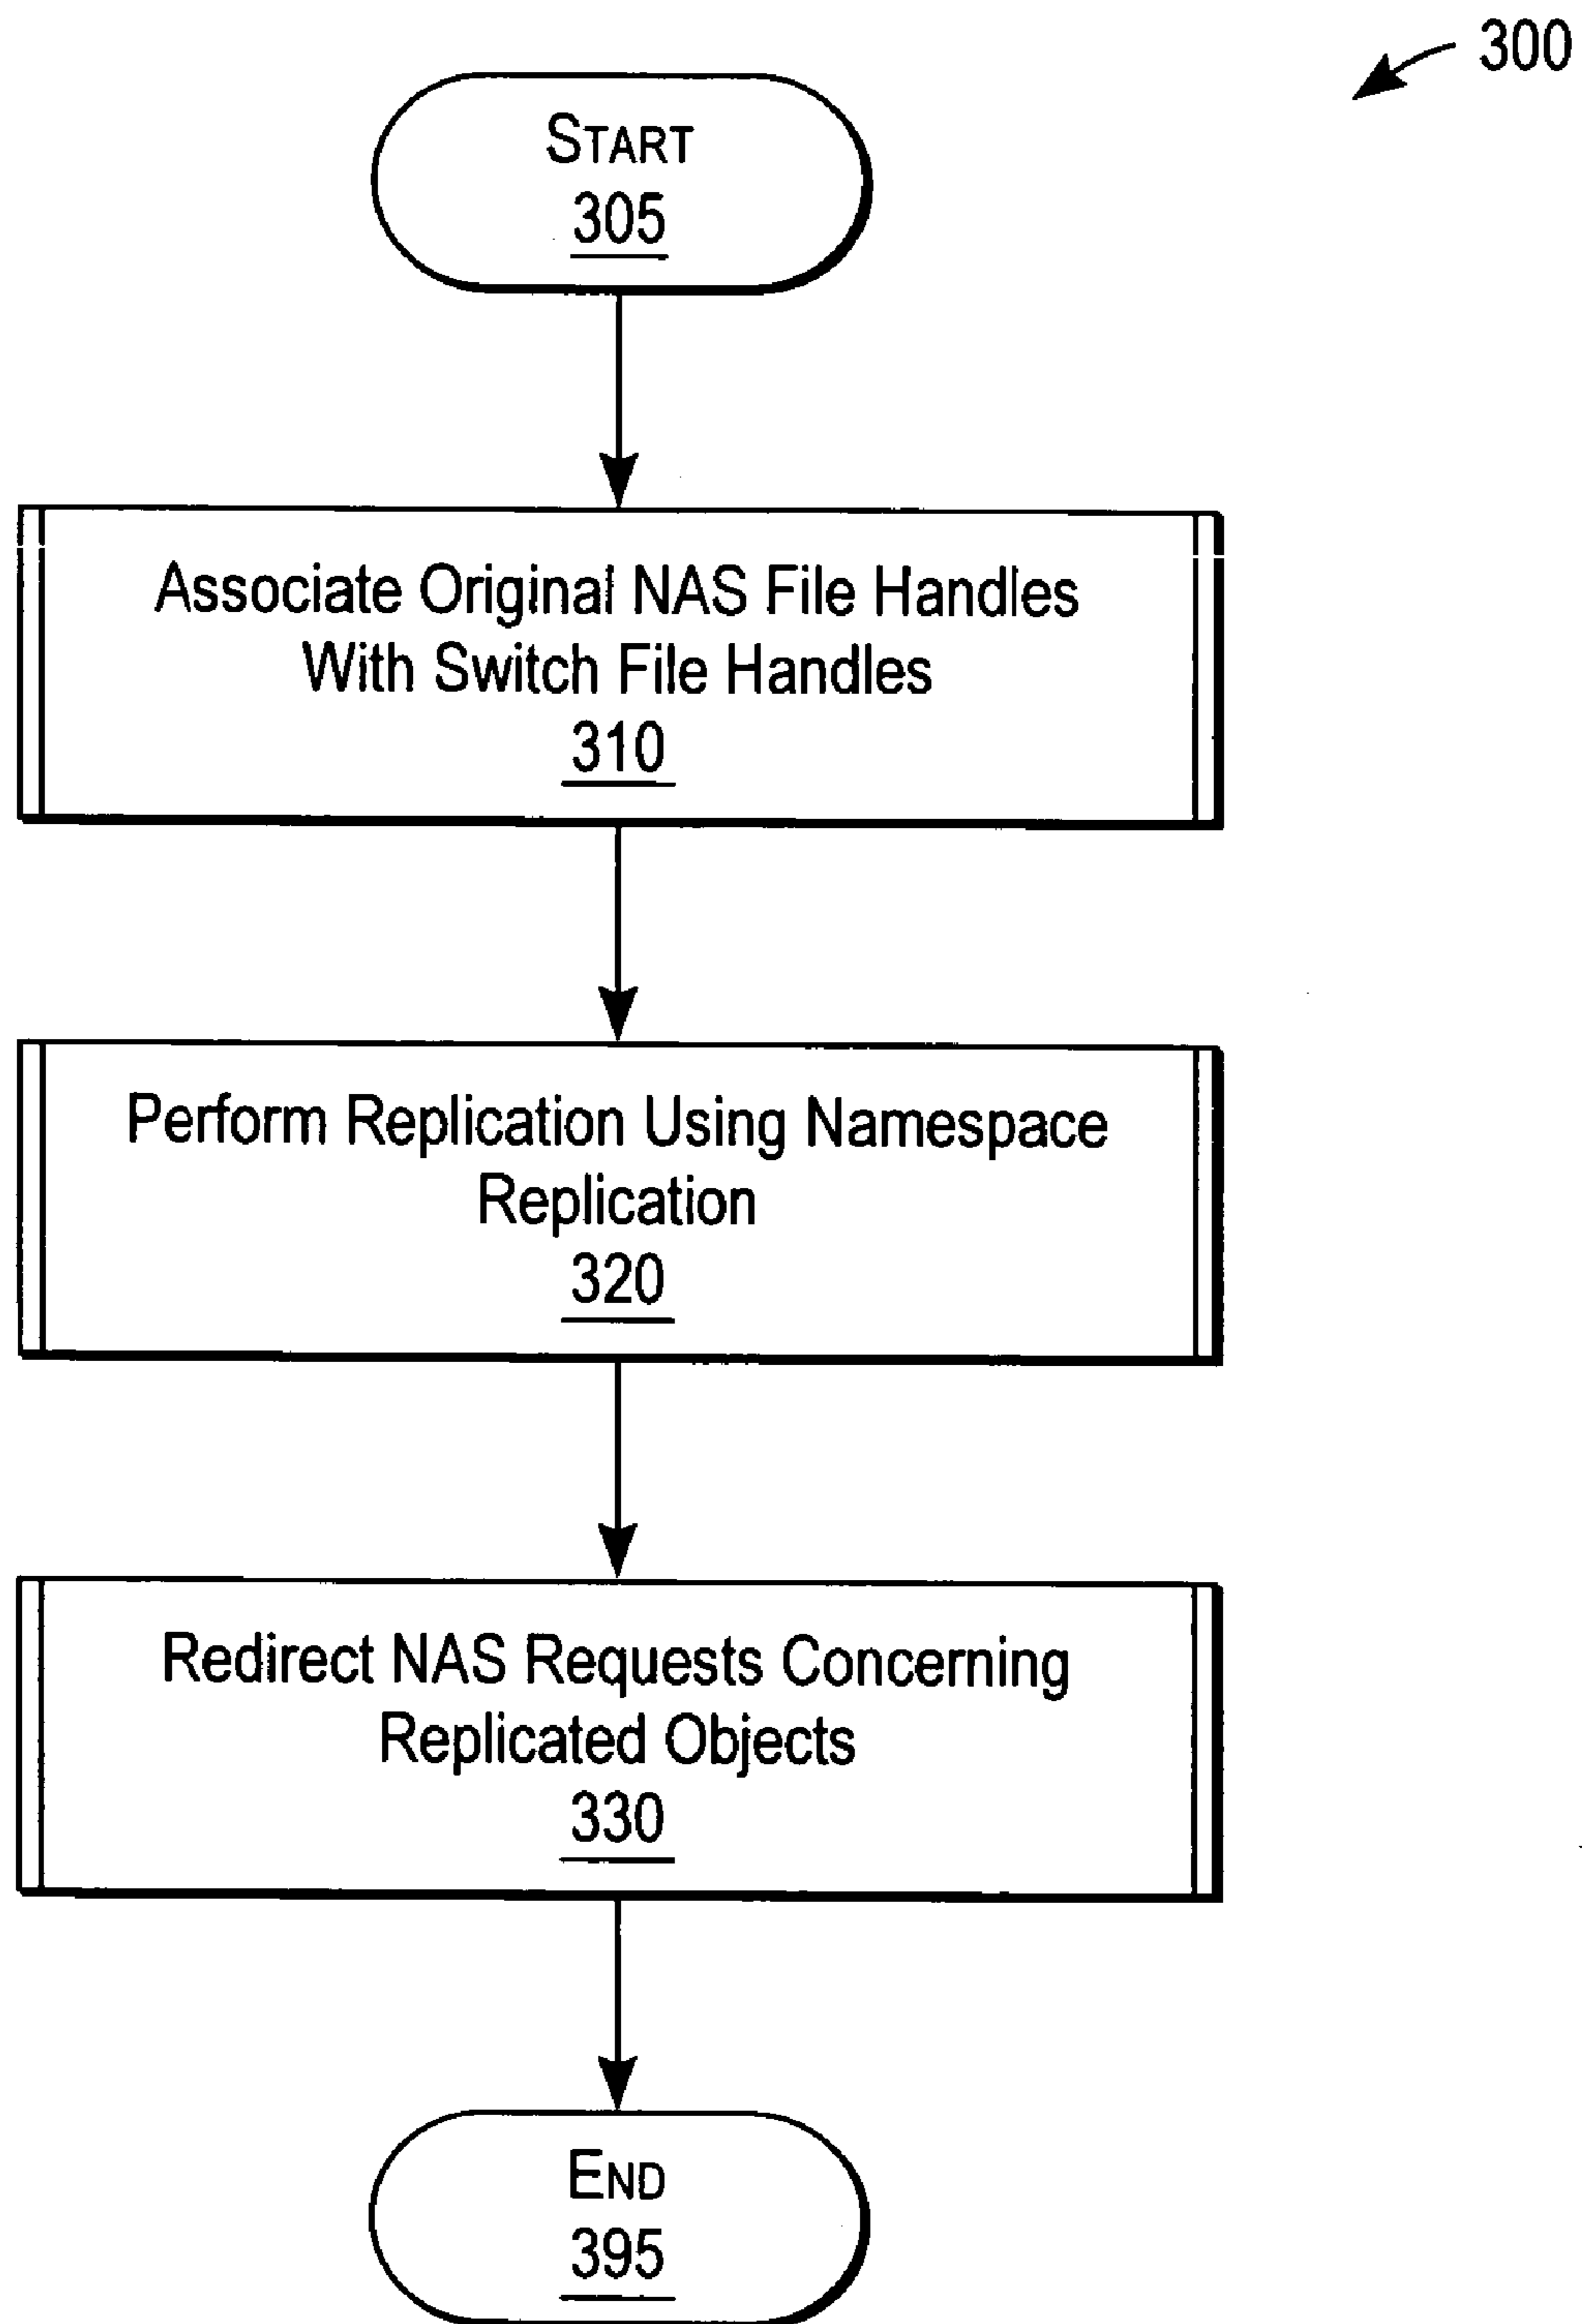 300
START
305
Associate Original NAS File Handles
With Switch File Handles
310
Perform Replication Using Namespace
Replication
320
Redirect NAS Requests Concerning
Replicated Objects
330
END
395